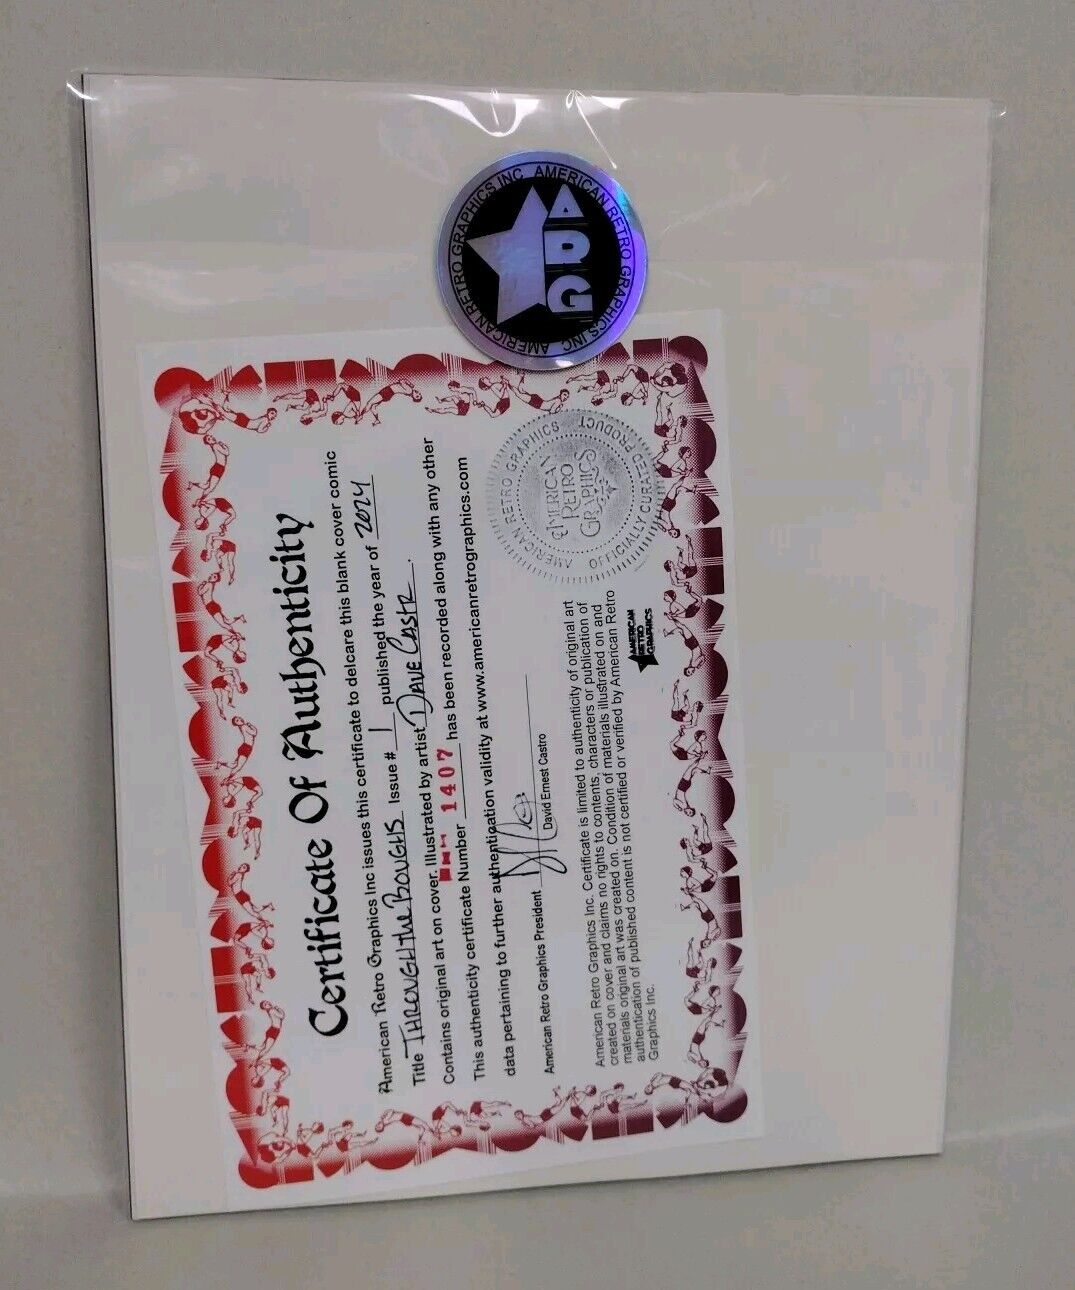 AMERICAN RETRO GRAPHICS INC. AMERICAN RETRO GRAPHICS INC.
ARG
Certificate Of Authenticity
American Retro Graphics Inc issues this certificate to delcare this blank cover comic
Title THROUGH the BOUGHS Issue # 1 published the year of 2024
Contains original art on cover. Illustrated by artist DAVE CASTR.
This authenticity certificate Number 1407 has been recorded along with any other
data pertaining to further authentication validity at www.americanretrographics.com
American Retro Graphics President
David Ernest Castro
American Retro Graphics Inc. Certificate is limited to authenticity of original art
created on cover and claims no rights to contents, characters or publication of
materials original art was created on. Condition of materials illustrated on and
authentication of published content is not certified or verified by American Retro
Graphics Inc.
AMERICAN
RETRO
GRAPHICS
AMERICAN RETRO GRAPHICS
OFFICIALLY CURATED PRODUCT
AMERICAN
RETRO
GRAPHICS